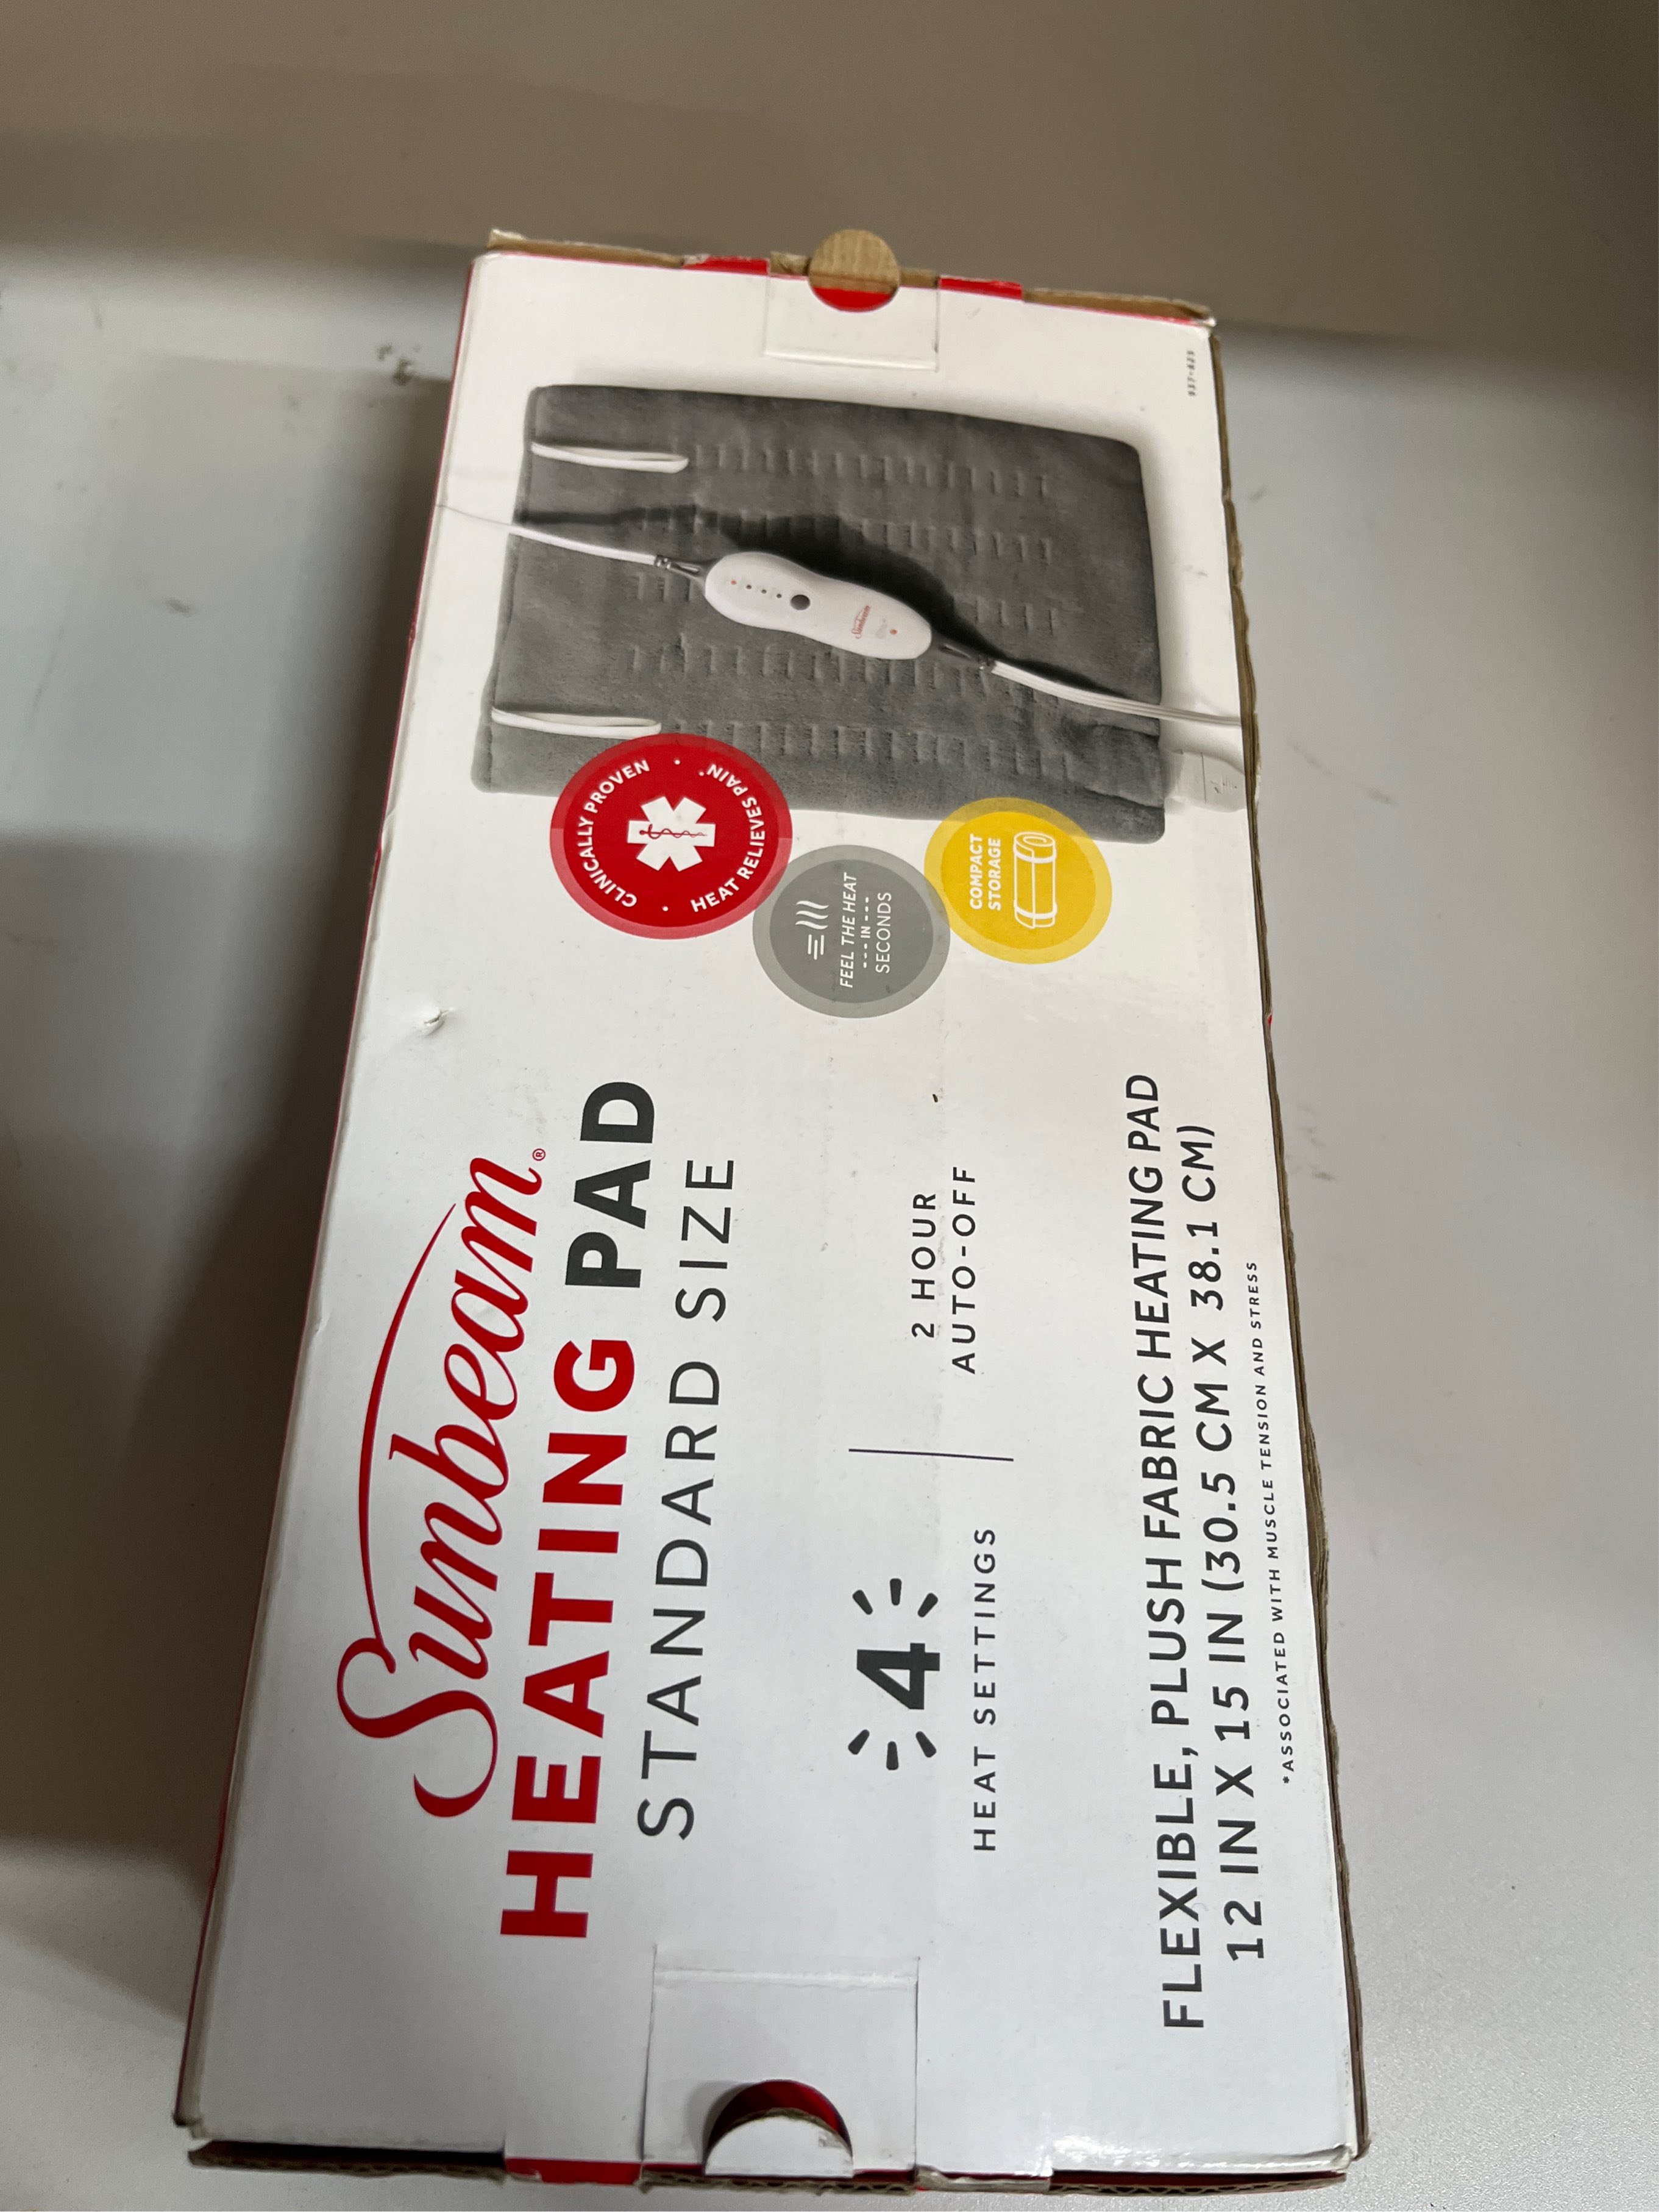 Sunbeam®
HEATING PAD
STANDARD SIZE
4
HEAT SETTINGS
2 HOUR
AUTO-OFF
FLEXIBLE, PLUSH FABRIC HEATING PAD
12 IN X 15 IN (30.5 CM X 38.1 CM)
*ASSOCIATED WITH MUSCLE TENSION AND STRESS
CLINICALLY PROVEN
HEAT RELIEVES PAIN*
FEEL THE HEAT
--- IN ---
SECONDS
COMPACT
STORAGE
Sunbeam